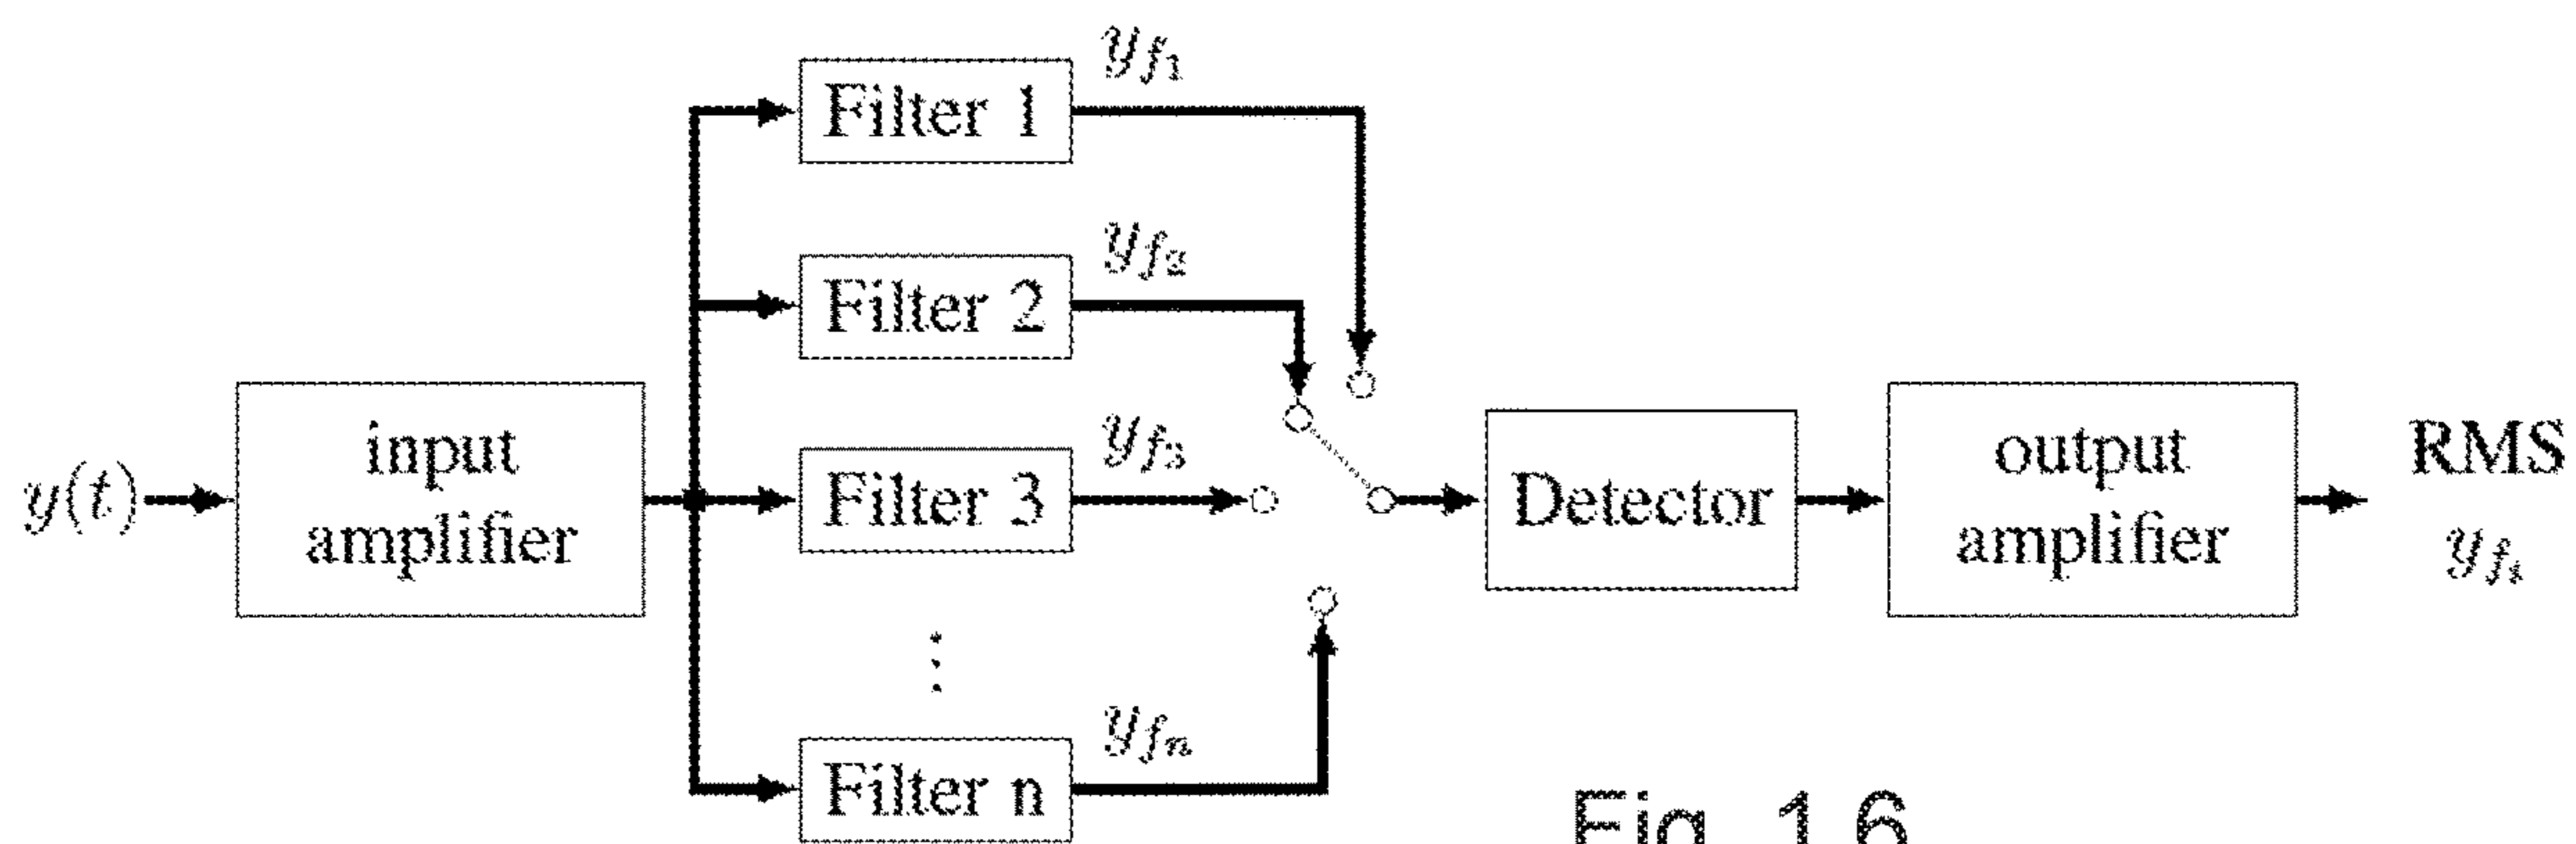 y_{f_1}
Filter 1
y_{f_2}
Filter 2
y(t)
input
amplifier
y_{f_3}
Filter 3
Detector
output
amplifier
RMS
y_{f_i}
⋮
y_{f_n}
Filter n
Fig. 1.6